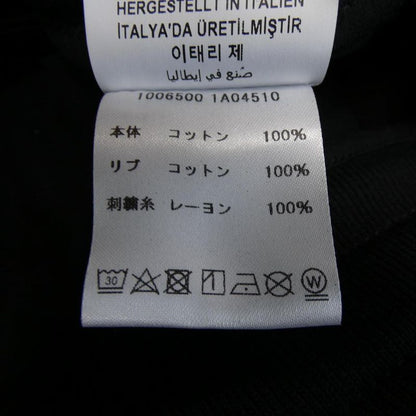 HERGESTELLT IN ITALIEN
İTALYA'DA ÜRETİLMİŞTİR
이태리 제
صُنع في إيطاليا
1006500 1A04510
本体 コットン 100%
リブ コットン 100%
刺繍糸 レーヨン 100%
30 W